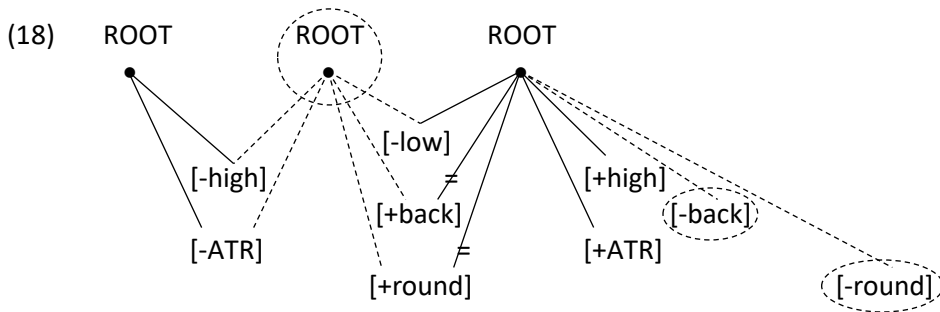 (18) ROOT ROOT ROOT
[-low]
[-high] = [+high]
[+back] [-back]
[-ATR] = [+ATR]
[+round] [-round]